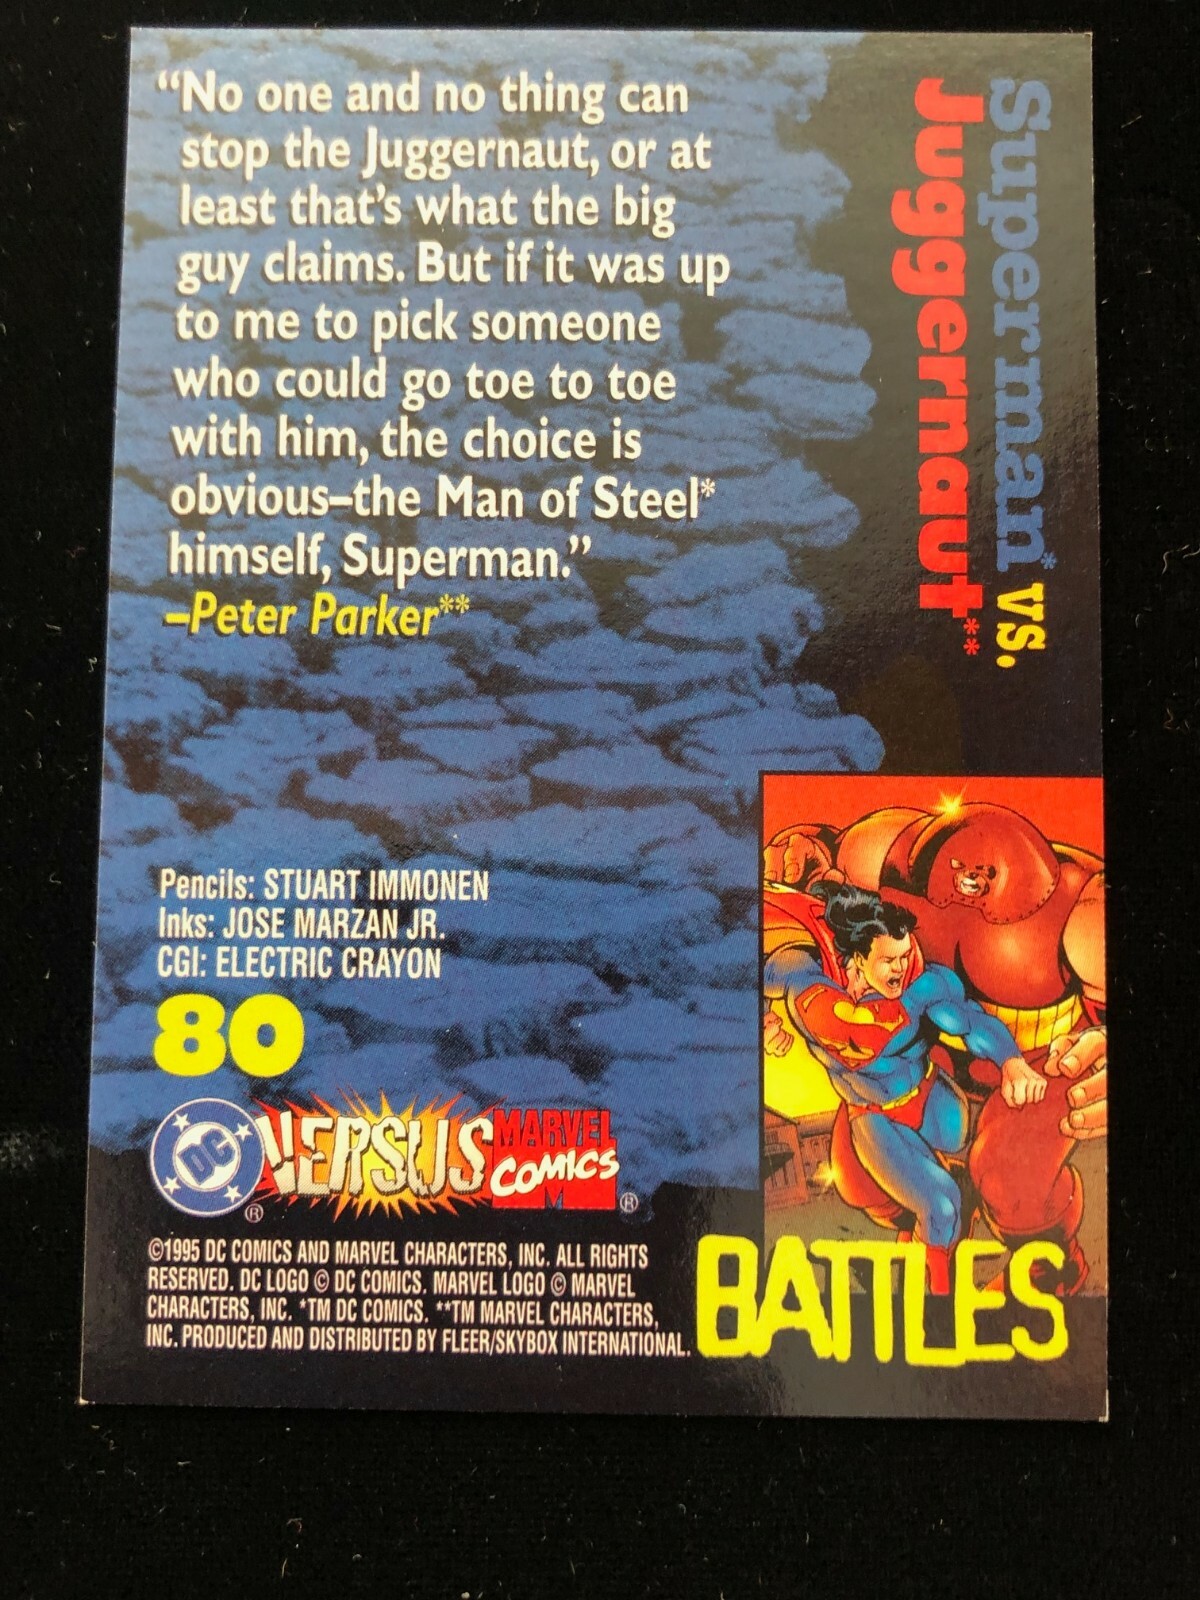 “No one and no thing can
stop the Juggernaut, or at
least that’s what the big
guy claims. But if it was up
to me to pick someone
who could go toe to toe
with him, the choice is
obvious–the Man of Steel*
himself, Superman.”
–Peter Parker**
Superman* vs.
Juggernaut**
Pencils: STUART IMMONEN
Inks: JOSE MARZAN JR.
CGI: ELECTRIC CRAYON
80
DC ® VERSUS MARVEL COMICS ®
©1995 DC COMICS AND MARVEL CHARACTERS, INC. ALL RIGHTS
RESERVED. DC LOGO © DC COMICS. MARVEL LOGO © MARVEL
CHARACTERS, INC. *TM DC COMICS. **TM MARVEL CHARACTERS,
INC. PRODUCED AND DISTRIBUTED BY FLEER/SKYBOX INTERNATIONAL.
BATTLES